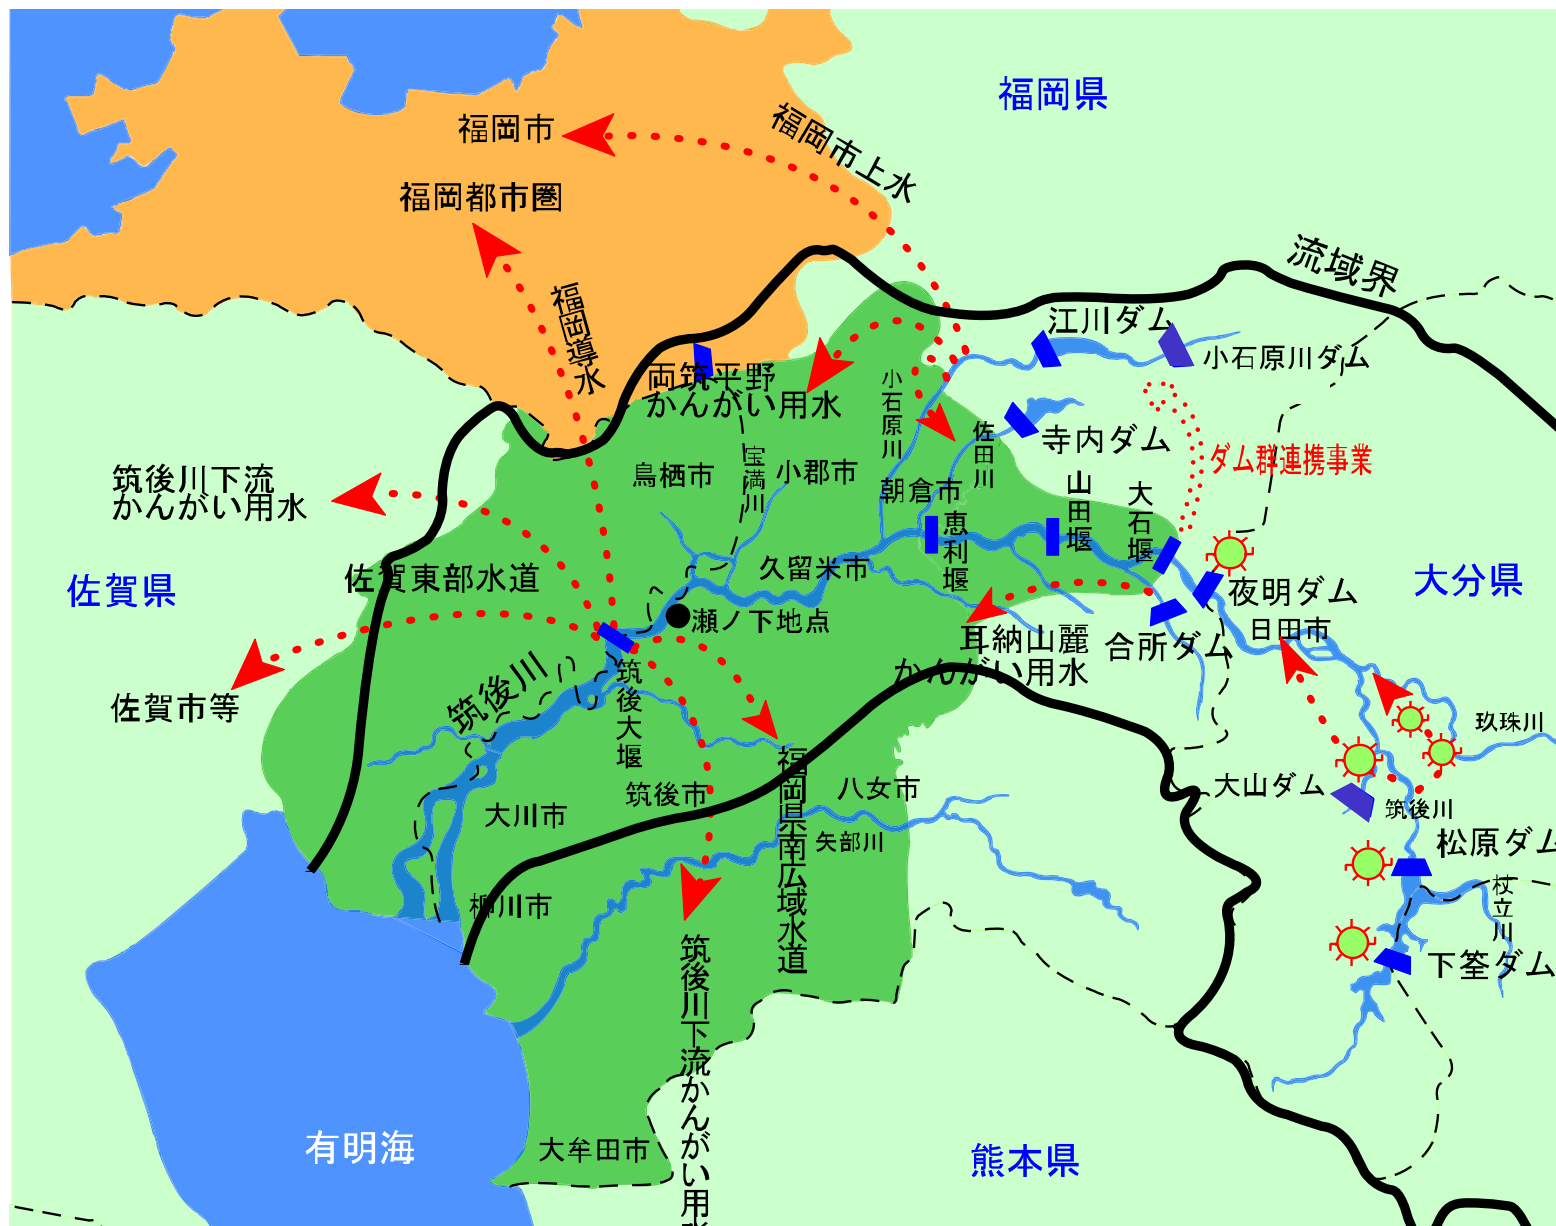 福岡県
福岡市
福岡市上水
福岡都市圏
流域界
福岡導水
江川ダム
小石原川ダム
両筑平野
かんがい用水
小石原川
佐田川
寺内ダム
ダム群連携事業
筑後川下流
かんがい用水
鳥栖市
宝満川
小郡市
朝倉市
山田堰
大石堰
恵利堰
佐賀県
佐賀東部水道
久留米市
夜明ダム
大分県
瀬ノ下地点
日田市
耳納山麗
かんがい用水
合所ダム
佐賀市等
筑後川
筑後大堰
玖珠川
福岡県南広域水道
大山ダム
筑後川
大川市
筑後市
八女市
矢部川
松原ダム
杖立川
柳川市
筑後川下流かんがい用水
下筌ダム
有明海
大牟田市
熊本県